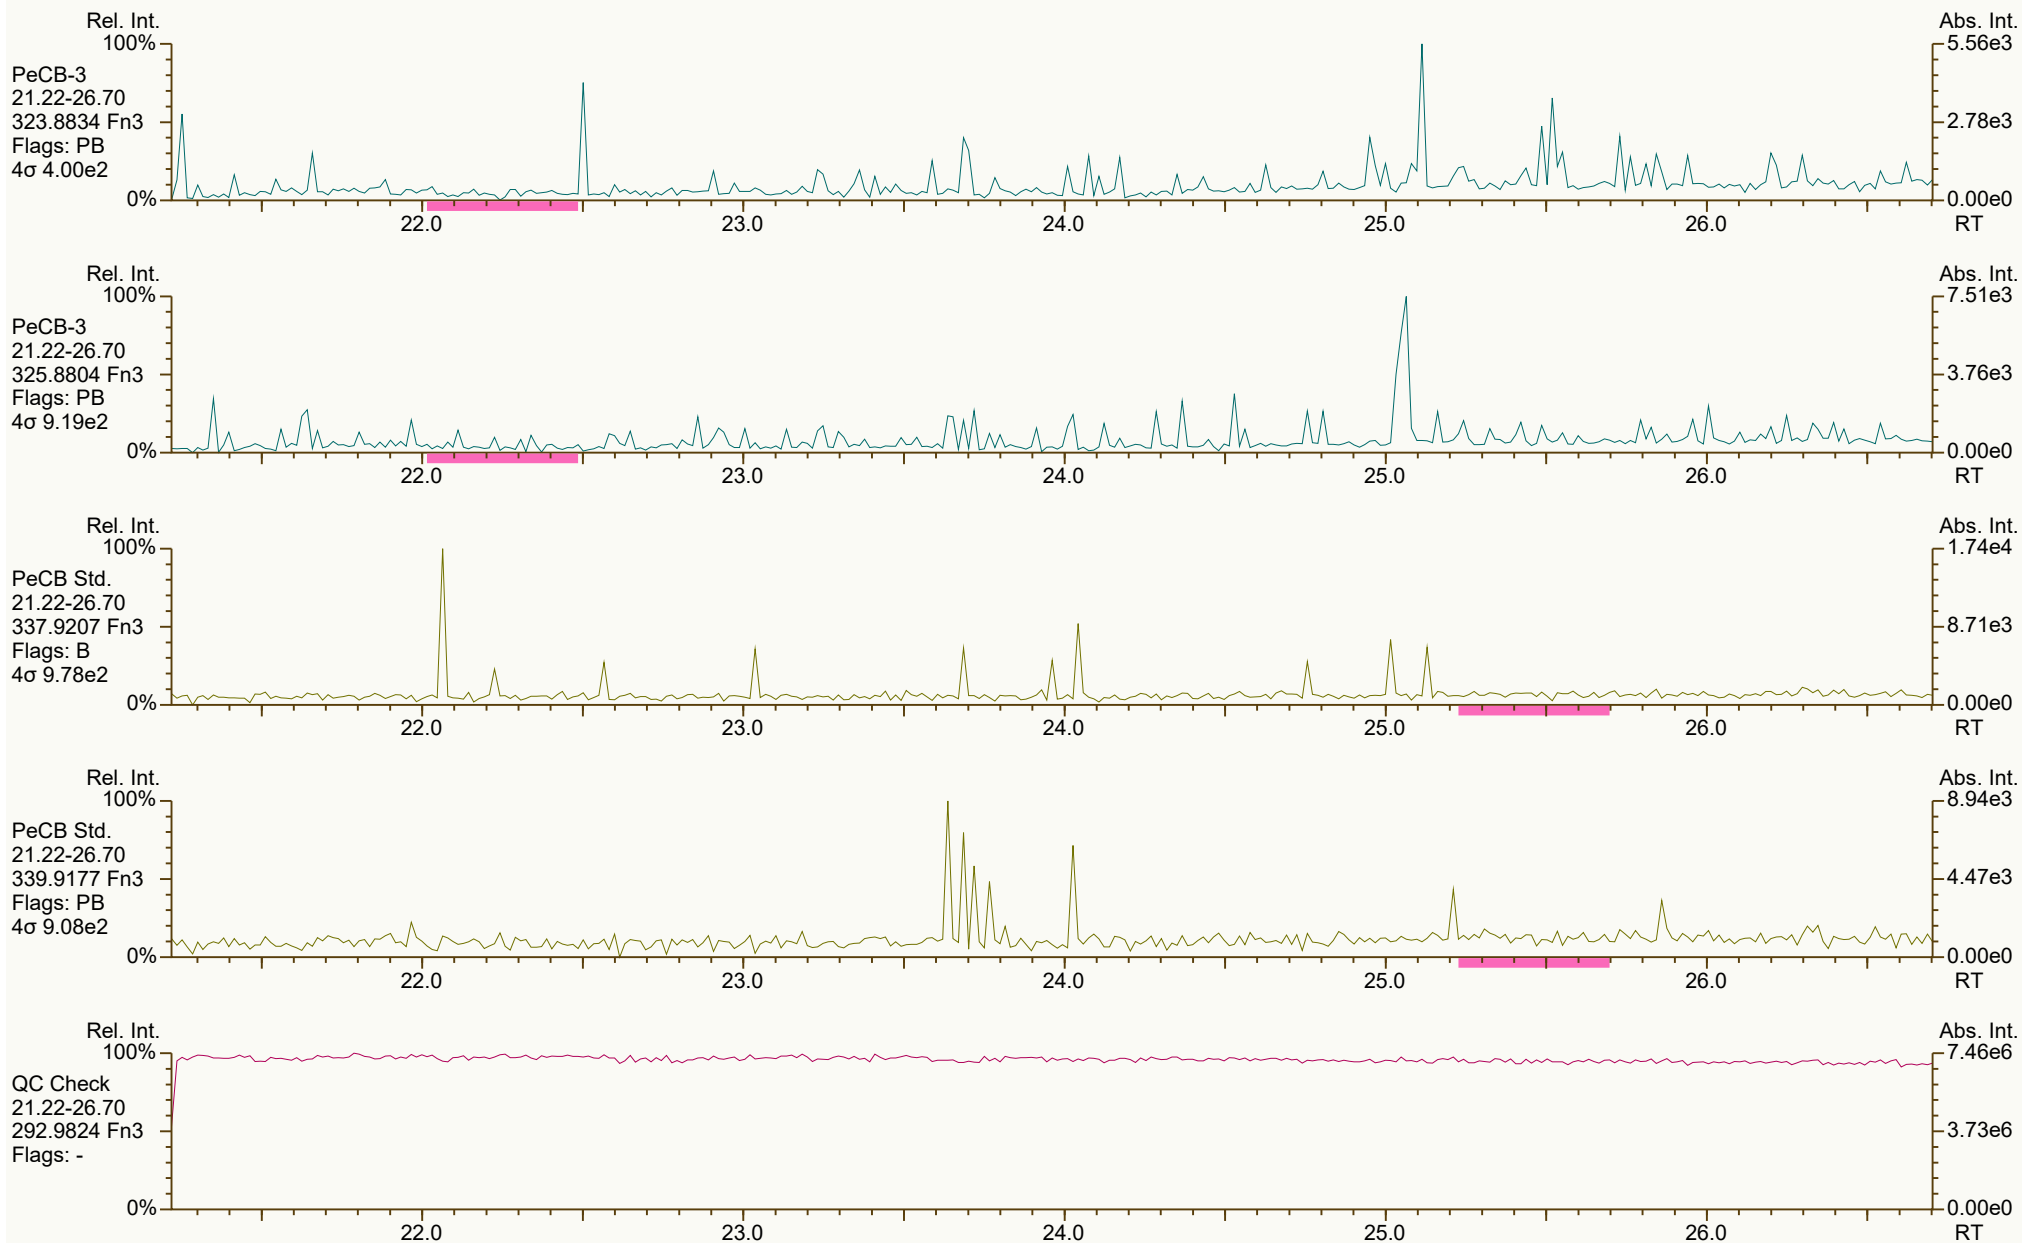 Rel. Int.
Abs. Int.
100%
5.56e3
PeCB-3
21.22-26.70
323.8834 Fn3
2.78e3
Flags: PB
4σ 4.00e2
0%
0.00e0
22.0 23.0 24.0 25.0 26.0 RT
Rel. Int.
Abs. Int.
100%
7.51e3
PeCB-3
21.22-26.70
325.8804 Fn3
3.76e3
Flags: PB
4σ 9.19e2
0%
0.00e0
22.0 23.0 24.0 25.0 26.0 RT
Rel. Int.
Abs. Int.
100%
1.74e4
PeCB Std.
21.22-26.70
337.9207 Fn3
8.71e3
Flags: B
4σ 9.78e2
0%
0.00e0
22.0 23.0 24.0 25.0 26.0 RT
Rel. Int.
Abs. Int.
100%
8.94e3
PeCB Std.
21.22-26.70
339.9177 Fn3
4.47e3
Flags: PB
4σ 9.08e2
0%
0.00e0
22.0 23.0 24.0 25.0 26.0 RT
Rel. Int.
Abs. Int.
100%
7.46e6
QC Check
21.22-26.70
292.9824 Fn3
3.73e6
Flags: -
0%
0.00e0
22.0 23.0 24.0 25.0 26.0 RT